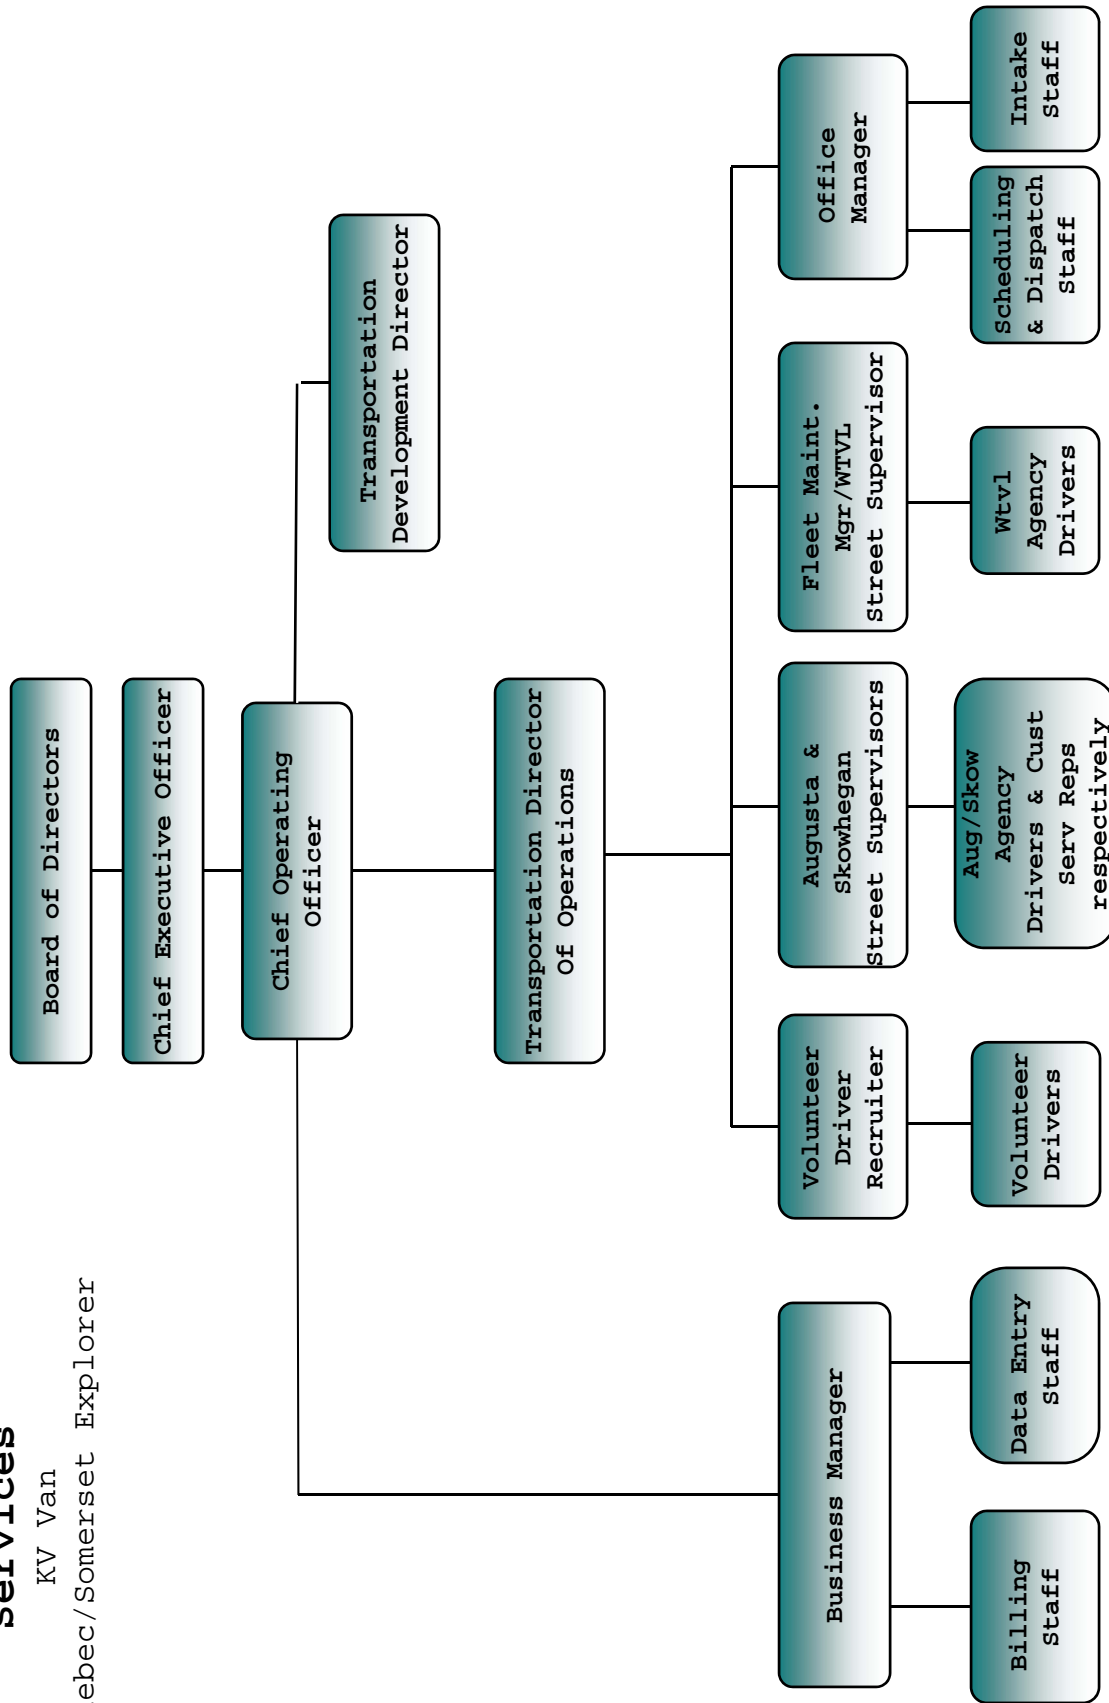 services
KV Van
ebec/Somerset Explorer
Board of Directors
Chief Executive Officer
Chief Operating
Officer
Transportation
Development Director
Transportation Director
Of Operations
Business Manager
Volunteer
Driver
Recruiter
Augusta &
Skowhegan
Street Supervisors
Fleet Maint.
Mgr/WTVL
Street Supervisor
Office
Manager
Billing
Staff
Data Entry
Staff
Volunteer
Drivers
Aug/Skow
Agency
Drivers & Cust
Serv Reps
respectively
Wtvl
Agency
Drivers
Scheduling
& Dispatch
Staff
Intake
Staff